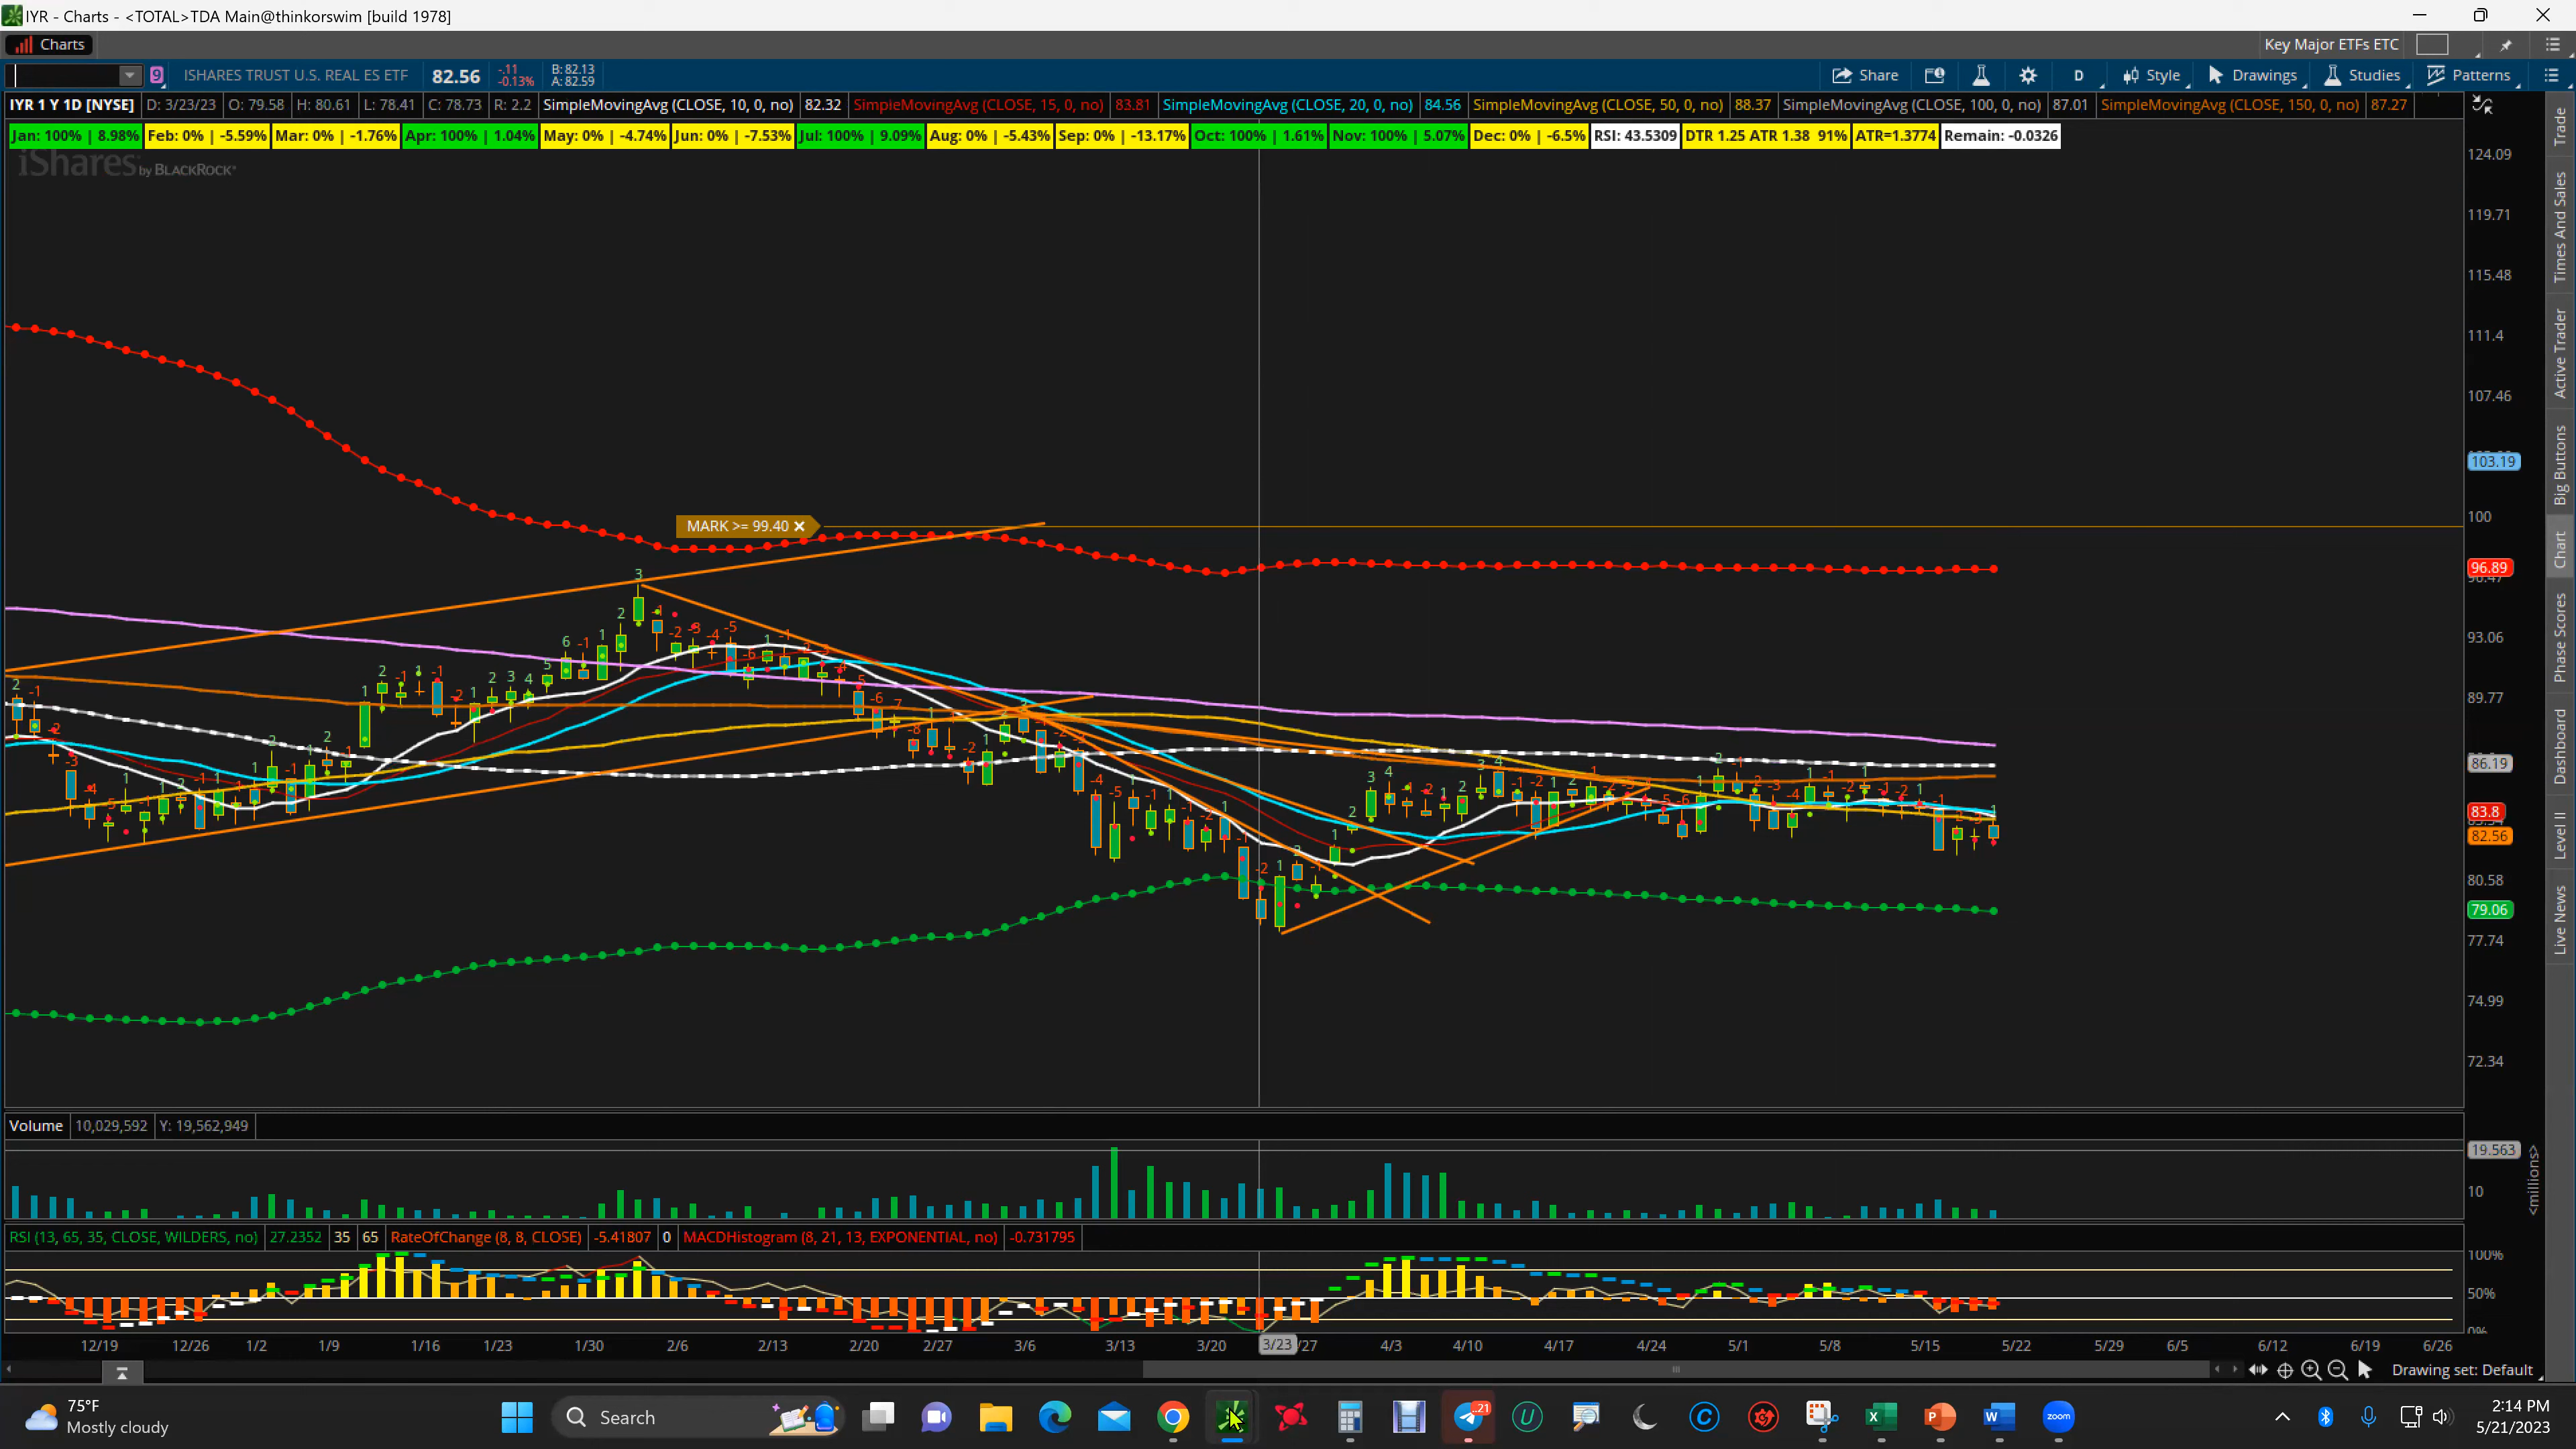 IYR - Charts - <TOTAL>TDA Main@thinkorswim [build 1978]
Charts
Key Major ETFs ETC
9 ISHARES TRUST U.S. REAL ES ETF 82.56 -.11 -0.13% B: 82.13 A: 82.59
Share D Style Drawings Studies Patterns
IYR 1 Y 1D [NYSE] D: 3/23/23 O: 79.58 H: 80.61 L: 78.41 C: 78.73 R: 2.2 SimpleMovingAvg (CLOSE, 10, 0, no) 82.32 SimpleMovingAvg (CLOSE, 15, 0, no) 83.81 SimpleMovingAvg (CLOSE, 20, 0, no) 84.56 SimpleMovingAvg (CLOSE, 50, 0, no) 88.37 SimpleMovingAvg (CLOSE, 100, 0, no) 87.01 SimpleMovingAvg (CLOSE, 150, 0, no) 87.27
Jan: 100% | 8.98% Feb: 0% | -5.59% Mar: 0% | -1.76% Apr: 100% | 1.04% May: 0% | -4.74% Jun: 0% | -7.53% Jul: 100% | 9.09% Aug: 0% | -5.43% Sep: 0% | -13.17% Oct: 100% | 1.61% Nov: 100% | 5.07% Dec: 0% | -6.5% RSI: 43.5309 DTR 1.25 ATR 1.38 91% ATR=1.3774 Remain: -0.0326
iShares by BLACKROCK®
MARK >= 99.40
124.09
119.71
115.48
111.4
107.46
103.19
100
96.89
93.06
89.77
86.19
83.8
82.56
80.58
79.06
77.74
74.99
72.34
Trade
Times And Sales
Active Trader
Big Buttons
Chart
Phase Scores
Dashboard
Level II
Live News
Volume 10,029,592 Y: 19,562,949
19.563
10
<millions>
RSI (13, 65, 35, CLOSE, WILDERS, no) 27.2352 35 65 RateOfChange (8, 8, CLOSE) -5.41807 0 MACDHistogram (8, 21, 13, EXPONENTIAL, no) -0.731795
100%
50%
0%
12/19 12/26 1/2 1/9 1/16 1/23 1/30 2/6 2/13 2/20 2/27 3/6 3/13 3/20 3/23 /27 4/3 4/10 4/17 4/24 5/1 5/8 5/15 5/22 5/29 6/5 6/12 6/19 6/26
Drawing set: Default
75°F
Mostly cloudy
Search
21
zoom
2:14 PM
5/21/2023